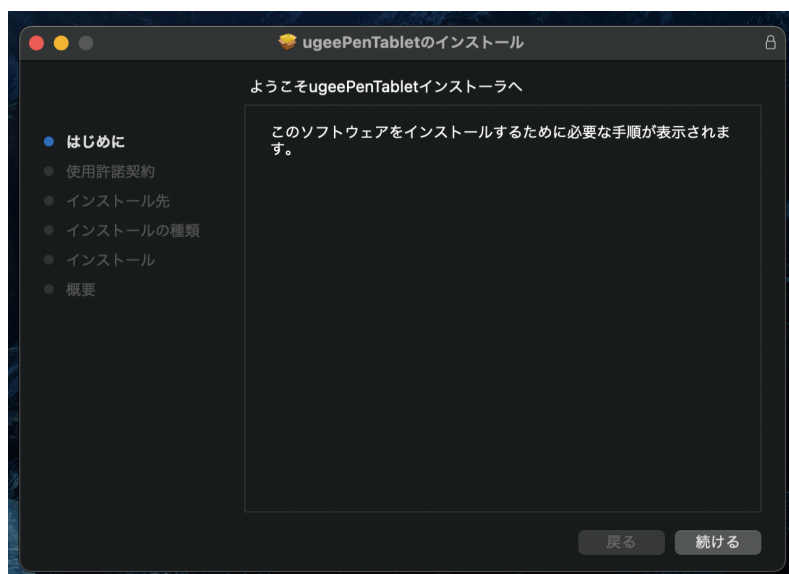 ugeePenTabletのインストール
ようこそugeePenTabletインストーラへ
はじめに
使用許諾契約
インストール先
インストールの種類
インストール
概要
このソフトウェアをインストールするために必要な手順が表示されま
す。
戻る
続ける